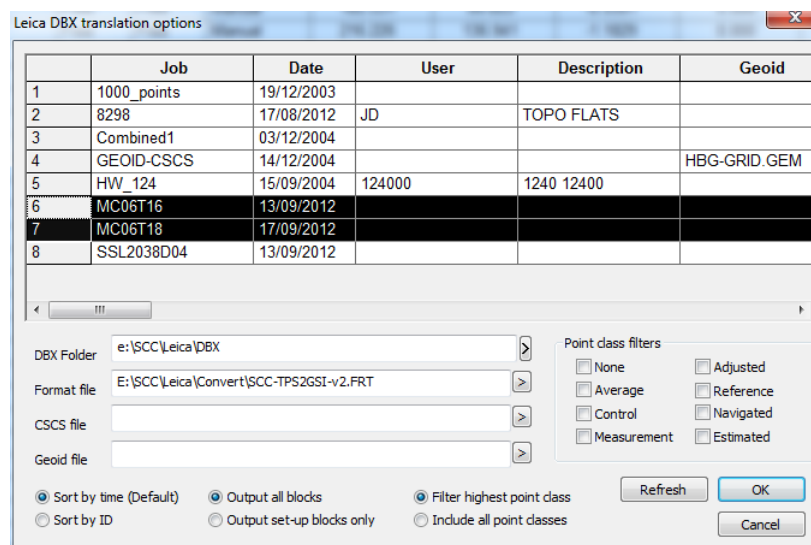 Leica DBX translation options
Job Date User Description Geoid
1 1000_points 19/12/2003
2 8298 17/08/2012 JD TOPO FLATS
3 Combined1 03/12/2004
4 GEOID-CSCS 14/12/2004 HBG-GRID.GEM
5 HW_124 15/09/2004 124000 1240 12400
6 MC06T16 13/09/2012
7 MC06T18 17/09/2012
8 SSL2038D04 13/09/2012
DBX Folder e:\SCC\Leica\DBX >
Format file E:\SCC\Leica\Convert\SCC-TPS2GSI-v2.FRT >
CSCS file >
Geoid file >
Point class filters
None Adjusted
Average Reference
Control Navigated
Measurement Estimated
Sort by time (Default) Output all blocks Filter highest point class Refresh OK
Sort by ID Output set-up blocks only Include all point classes Cancel